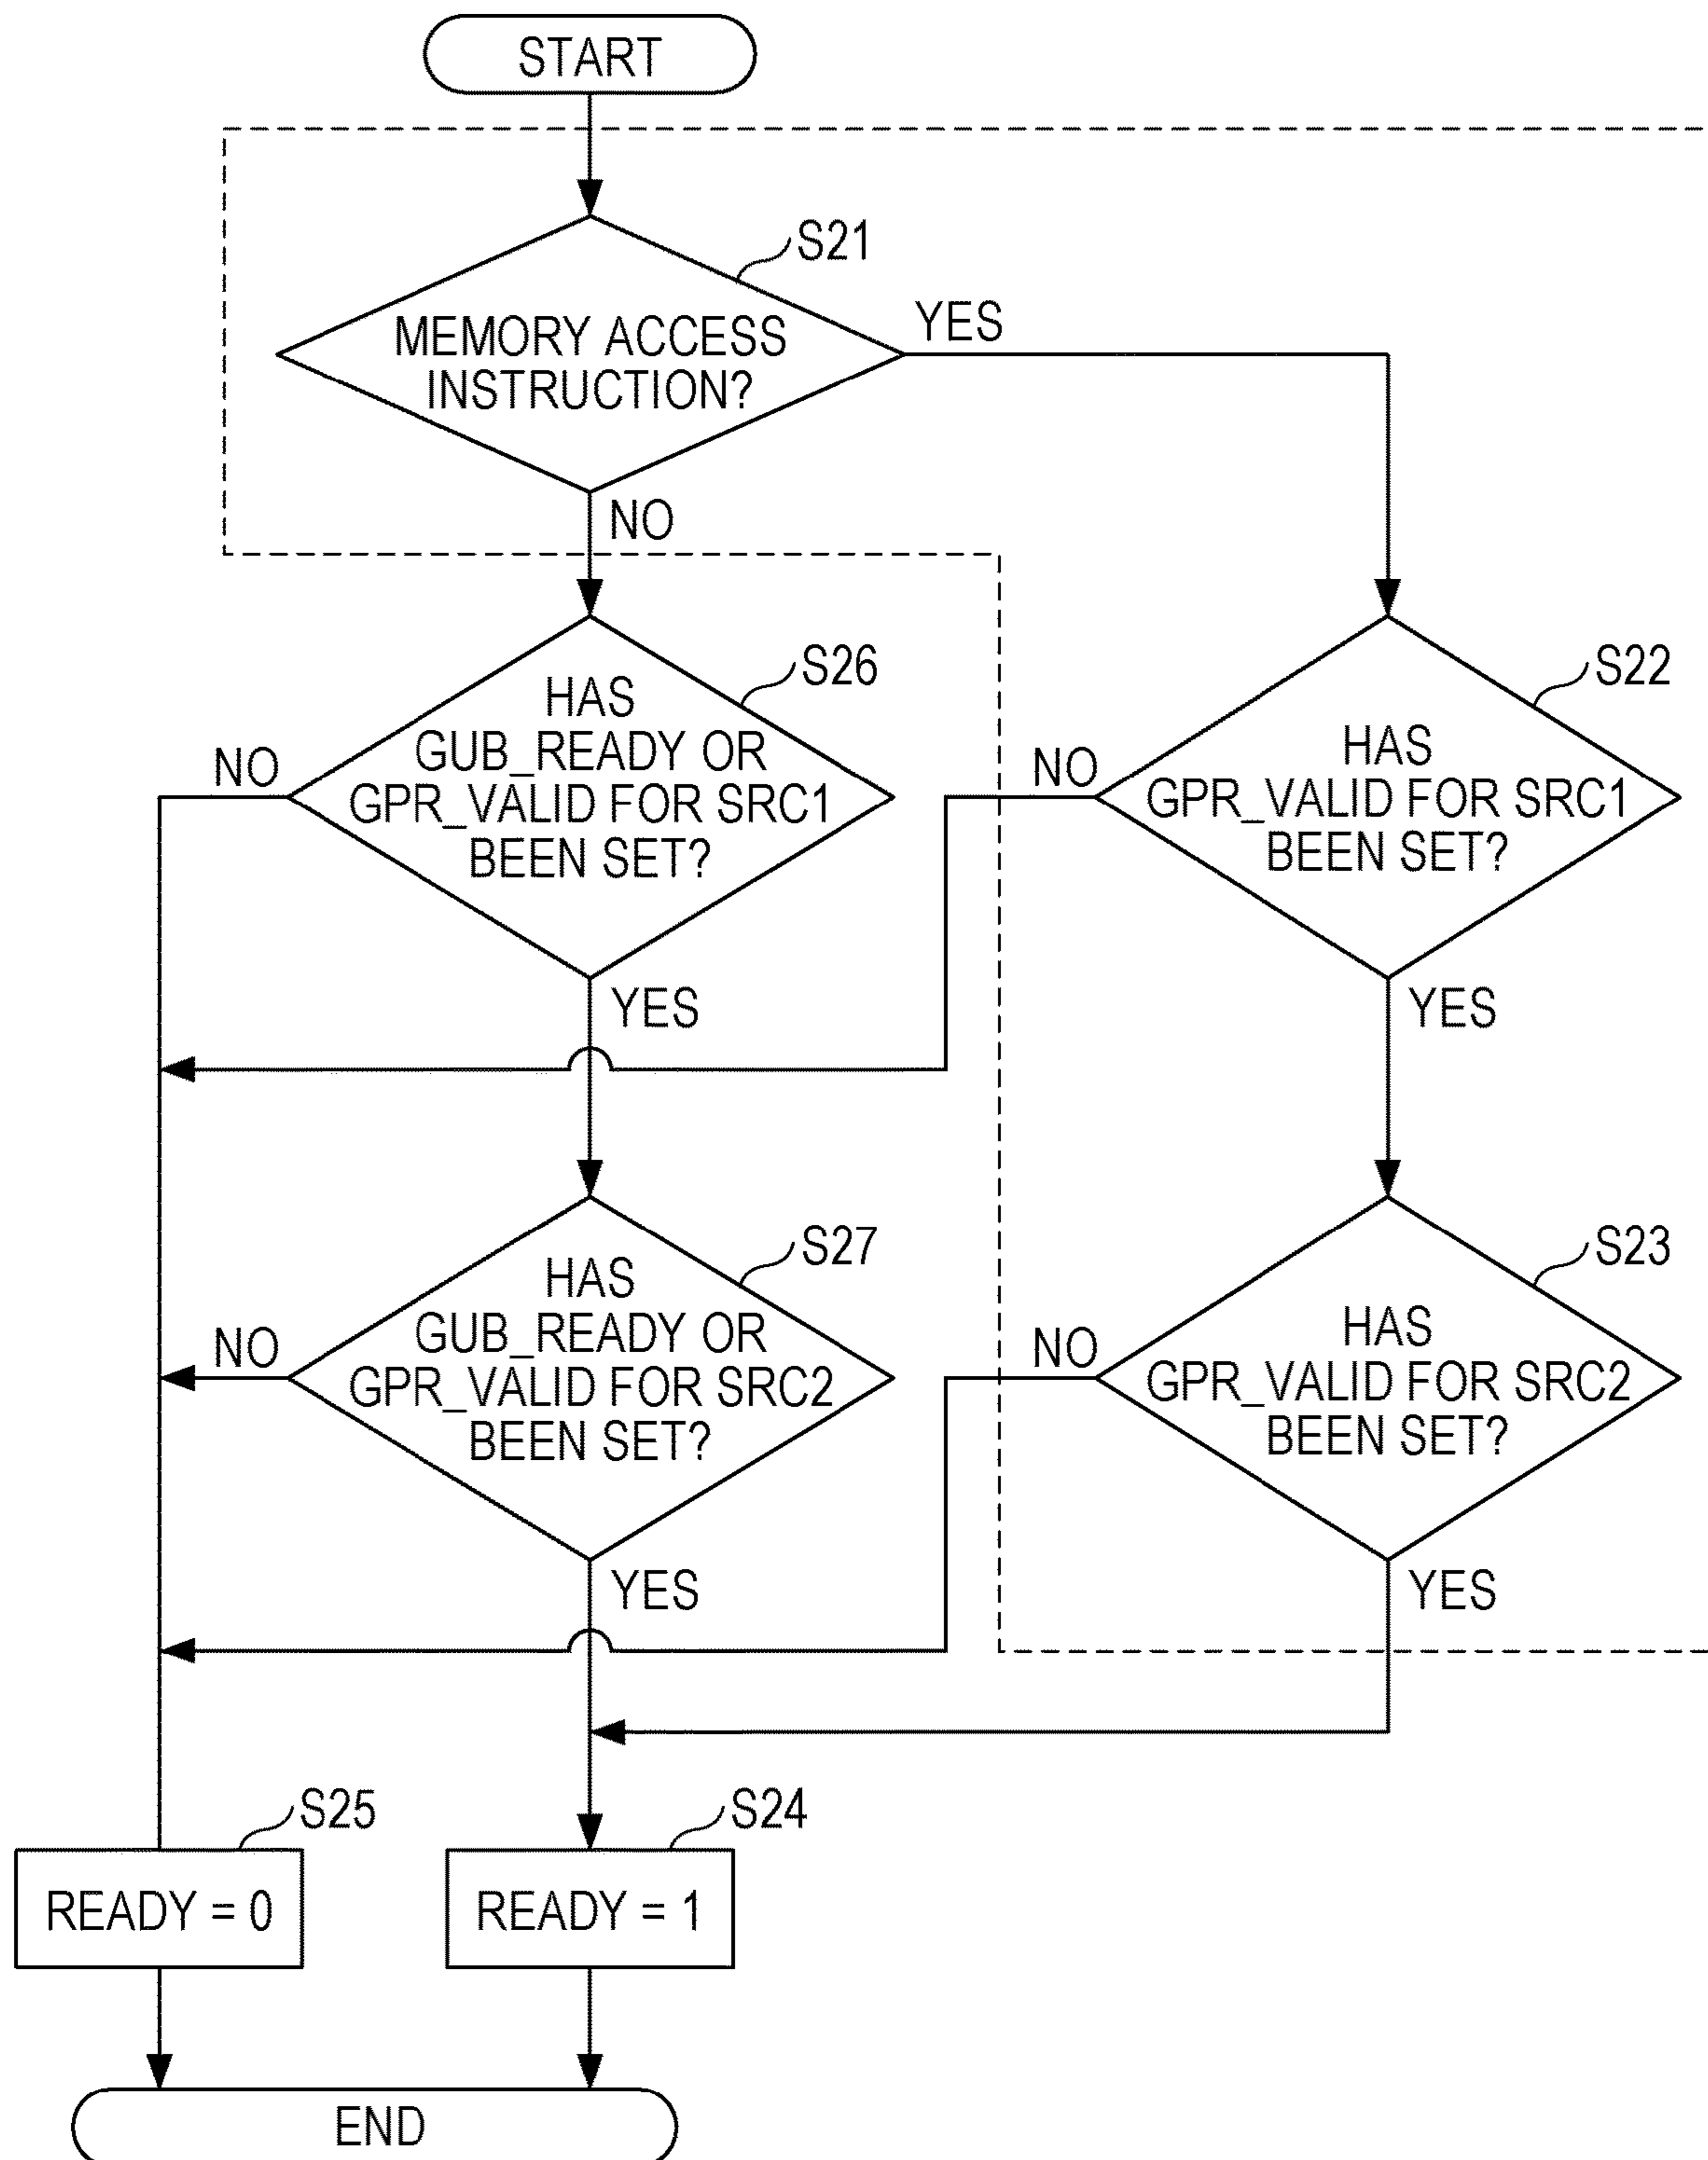 START
S21
MEMORY ACCESS
INSTRUCTION?
YES
NO
S26
HAS
GUB_READY OR
GPR_VALID FOR SRC1
BEEN SET?
NO
YES
S22
HAS
GPR_VALID FOR SRC1
BEEN SET?
NO
YES
S27
HAS
GUB_READY OR
GPR_VALID FOR SRC2
BEEN SET?
NO
YES
S23
HAS
GPR_VALID FOR SRC2
BEEN SET?
NO
YES
S25
READY = 0
S24
READY = 1
END